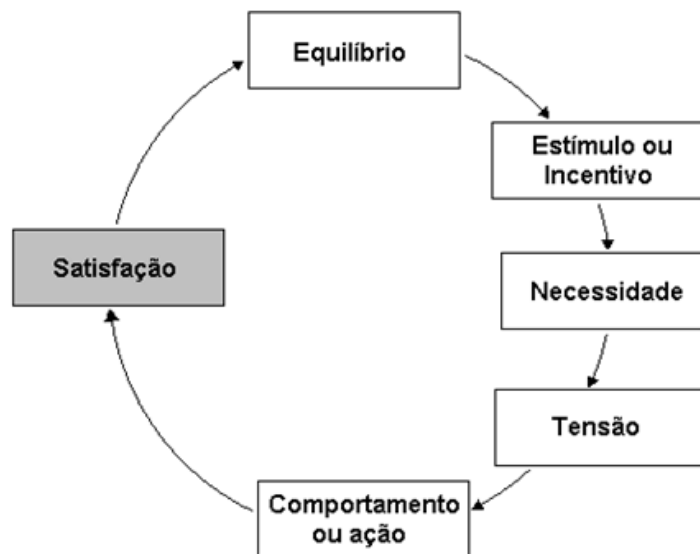 Equilíbrio
Estímulo ou
Incentivo
Necessidade
Tensão
Comportamento
ou ação
Satisfação